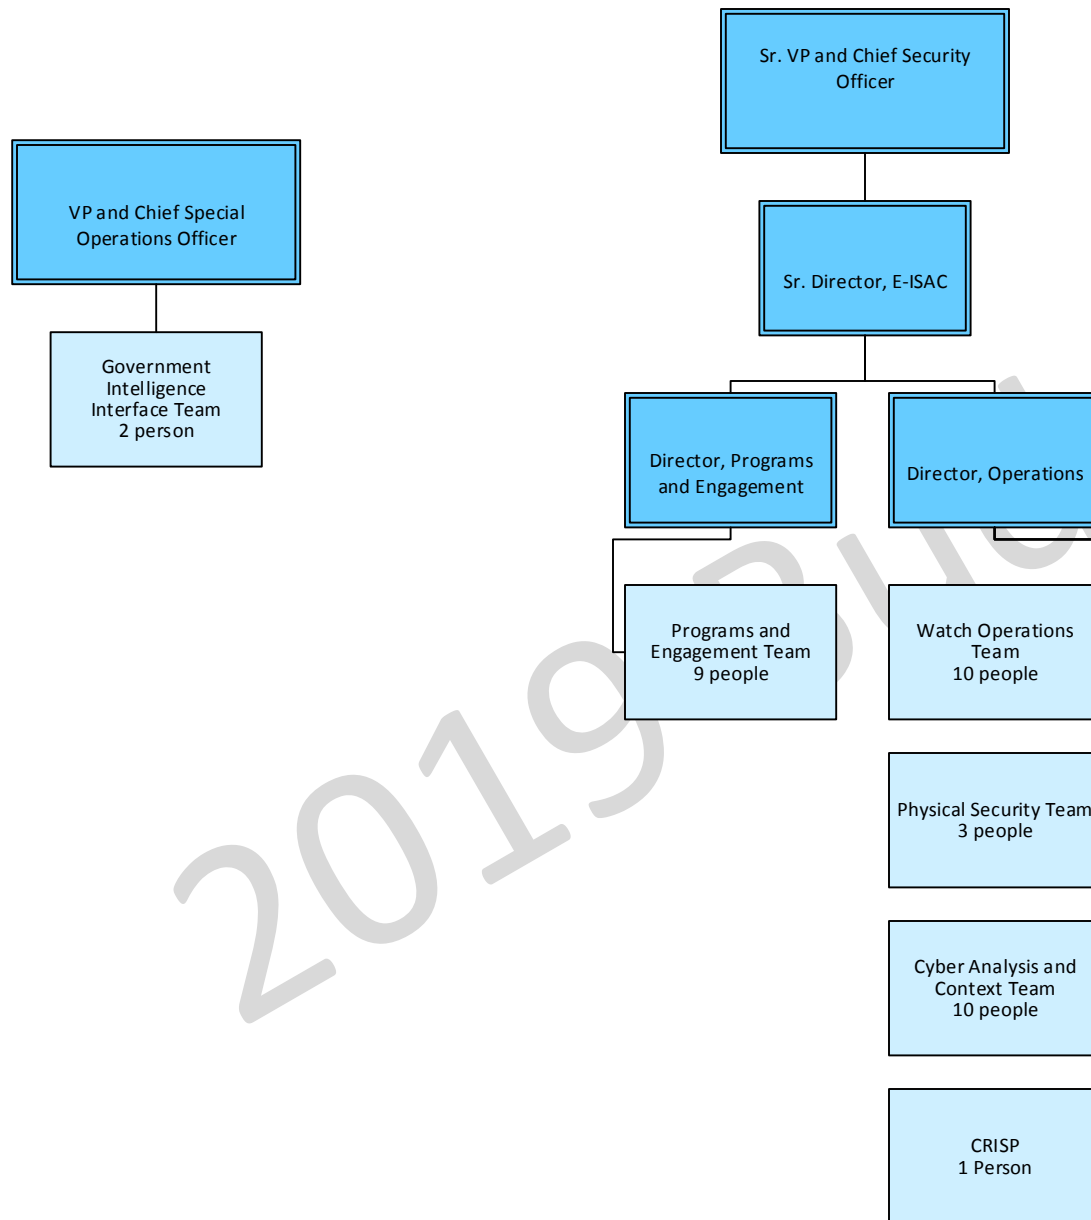 Sr. VP and Chief Security
Officer
VP and Chief Special
Operations Officer
Sr. Director, E-ISAC
Government
Intelligence
Interface Team
2 person
Director, Programs
and Engagement
Director, Operations
Programs and
Engagement Team
9 people
Watch Operations
Team
10 people
Physical Security Team
3 people
Cyber Analysis and
Context Team
10 people
CRISP
1 Person
2019